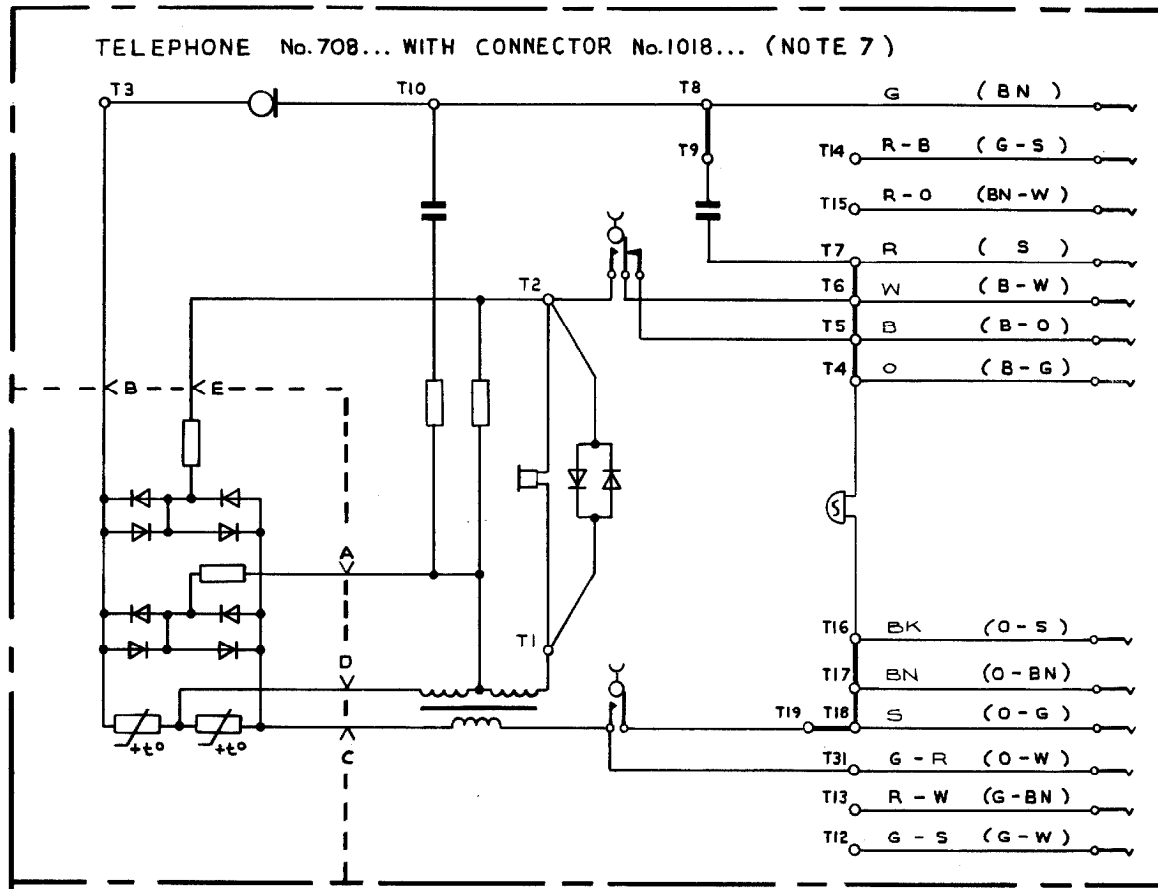 TELEPHONE No.708... WITH CONNECTOR No.1018... (NOTE 7)
T3 T10 T8 G (BN)
T9 T14 R-B (G-S)
T15 R-O (BN-W)
T7 R (S)
T2 T6 W (B-W)
T5 B (B-O)
T4 O (B-G)
B E
S
A
T1 T16 BK (O-S)
D T17 BN (O-BN)
T19 T18 S (O-G)
+t° +t° C
T31 G-R (O-W)
T13 R-W (G-BN)
T12 G-S (G-W)